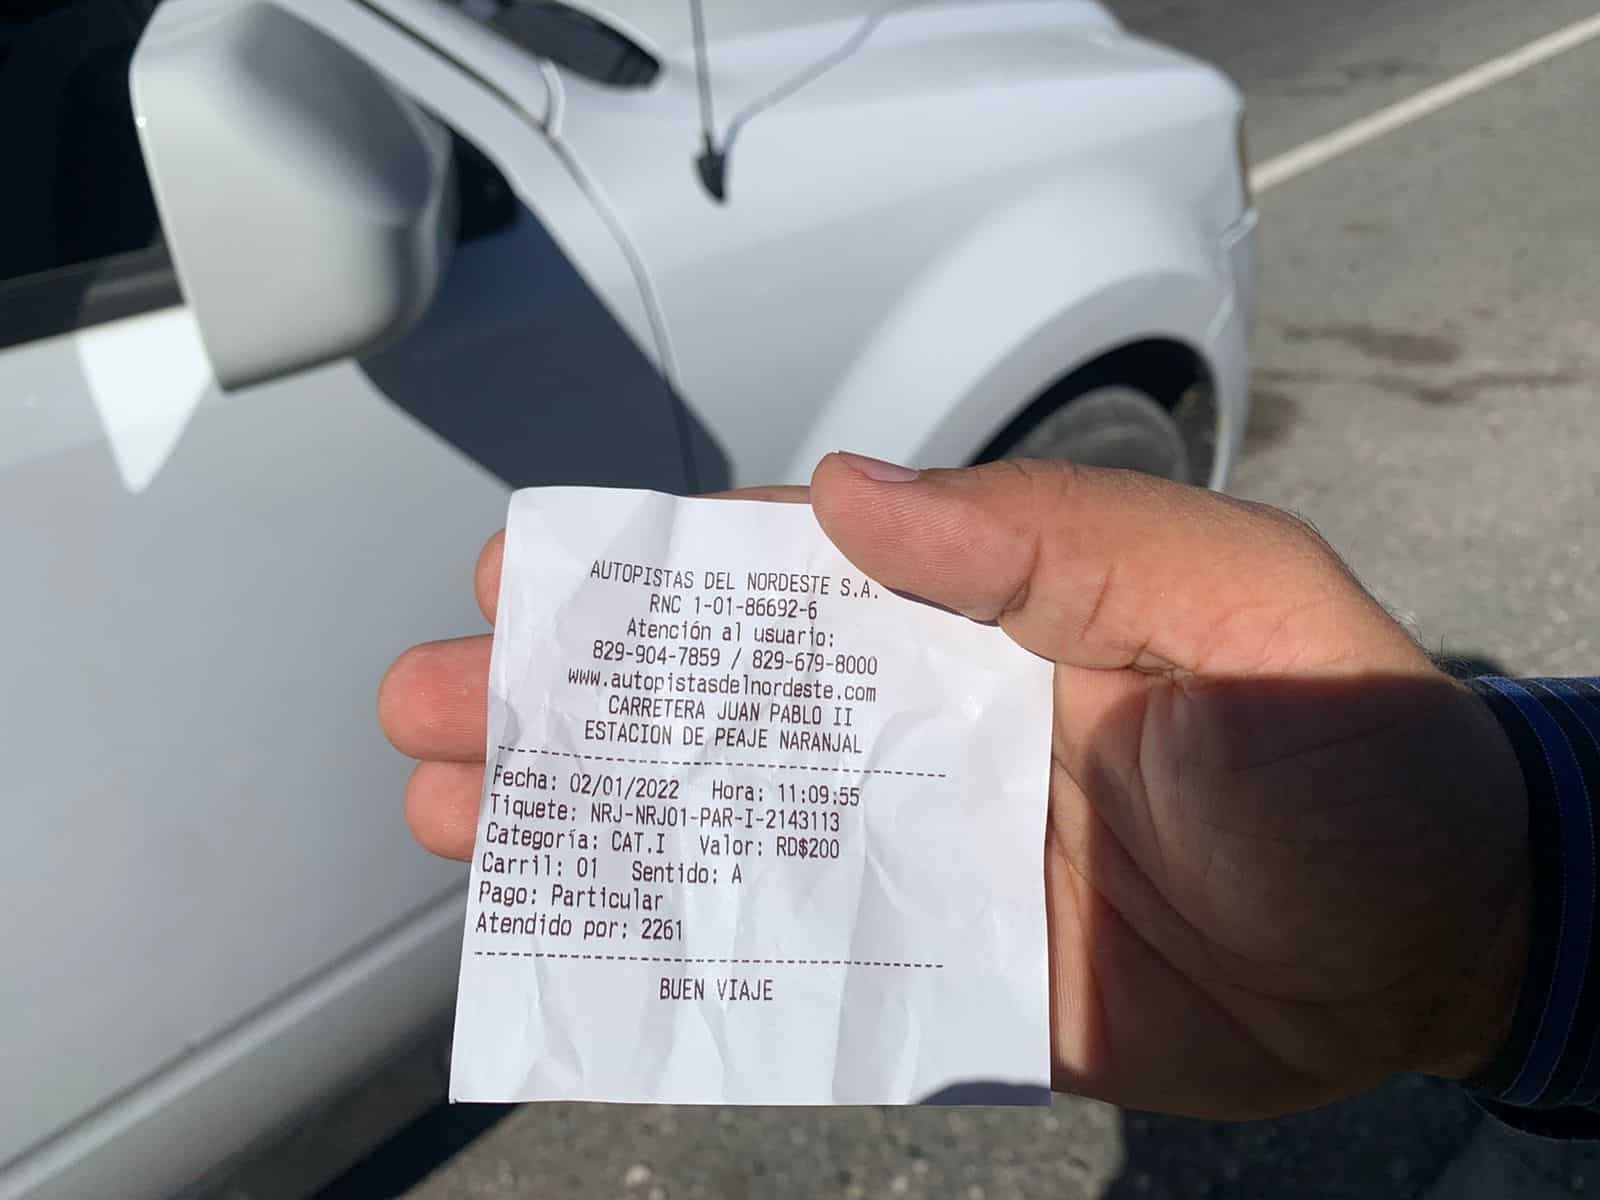 AUTOPISTAS DEL NORDESTE S.A.
RNC 1-01-86692-6
Atención al usuario:
829-904-7859 / 829-679-8000
www.autopistasdelnordeste.com
CARRETERA JUAN PABLO II
ESTACION DE PEAJE NARANJAL
Fecha: 02/01/2022 Hora: 11:09:55
Tiquete: NRJ-NRJ01-PAR-I-2143113
Categoría: CAT.I Valor: RD$200
Carril: 01 Sentido: A
Pago: Particular
Atendido por: 2261
BUEN VIAJE